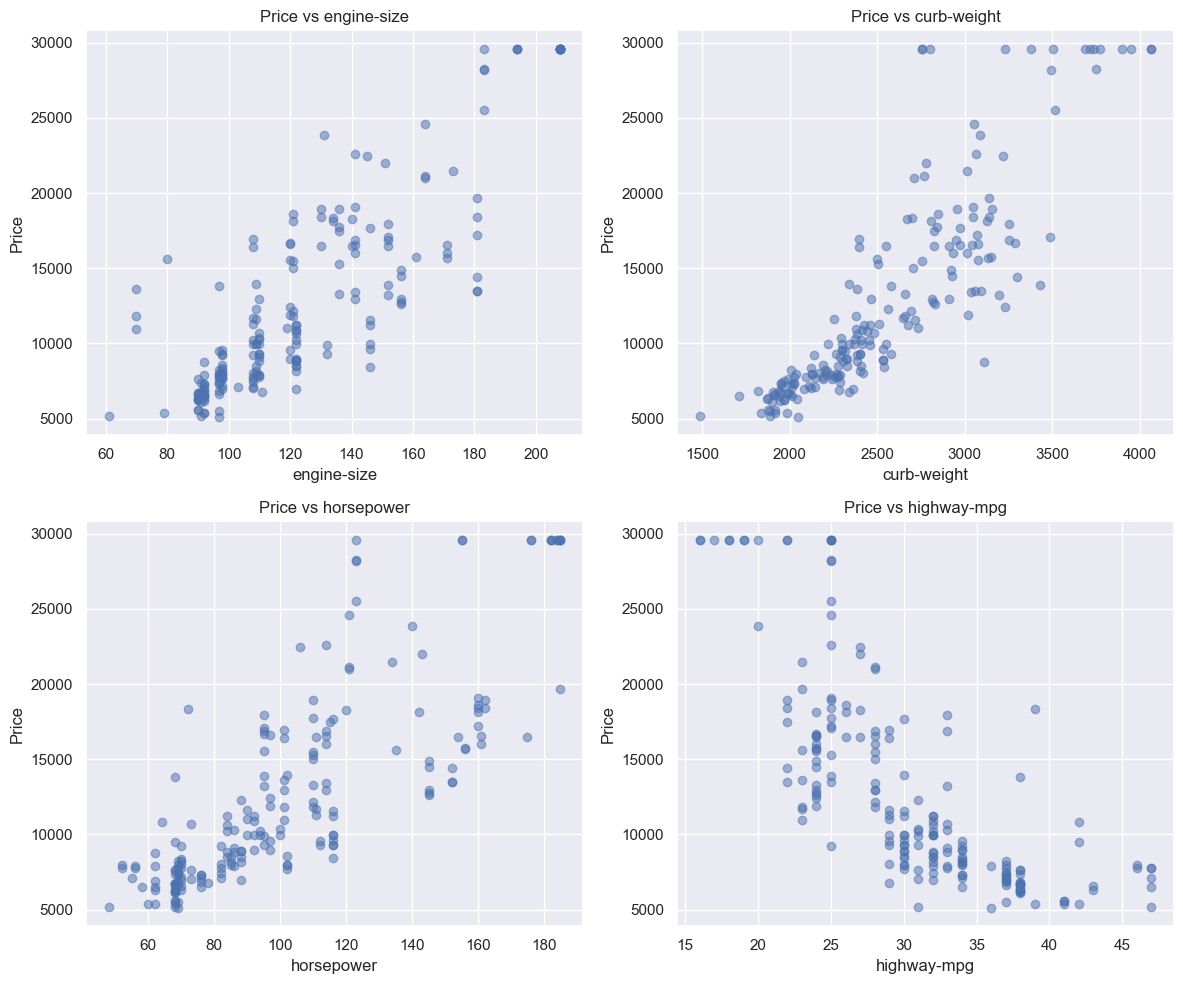 Price vs engine-size
30000
25000
20000
15000
10000
5000
Price
60 80 100 120 140 160 180 200
engine-size
Price vs curb-weight
30000
25000
20000
15000
10000
5000
Price
1500 2000 2500 3000 3500 4000
curb-weight
Price vs horsepower
30000
25000
20000
15000
10000
5000
Price
60 80 100 120 140 160 180
horsepower
Price vs highway-mpg
30000
25000
20000
15000
10000
5000
Price
15 20 25 30 35 40 45
highway-mpg